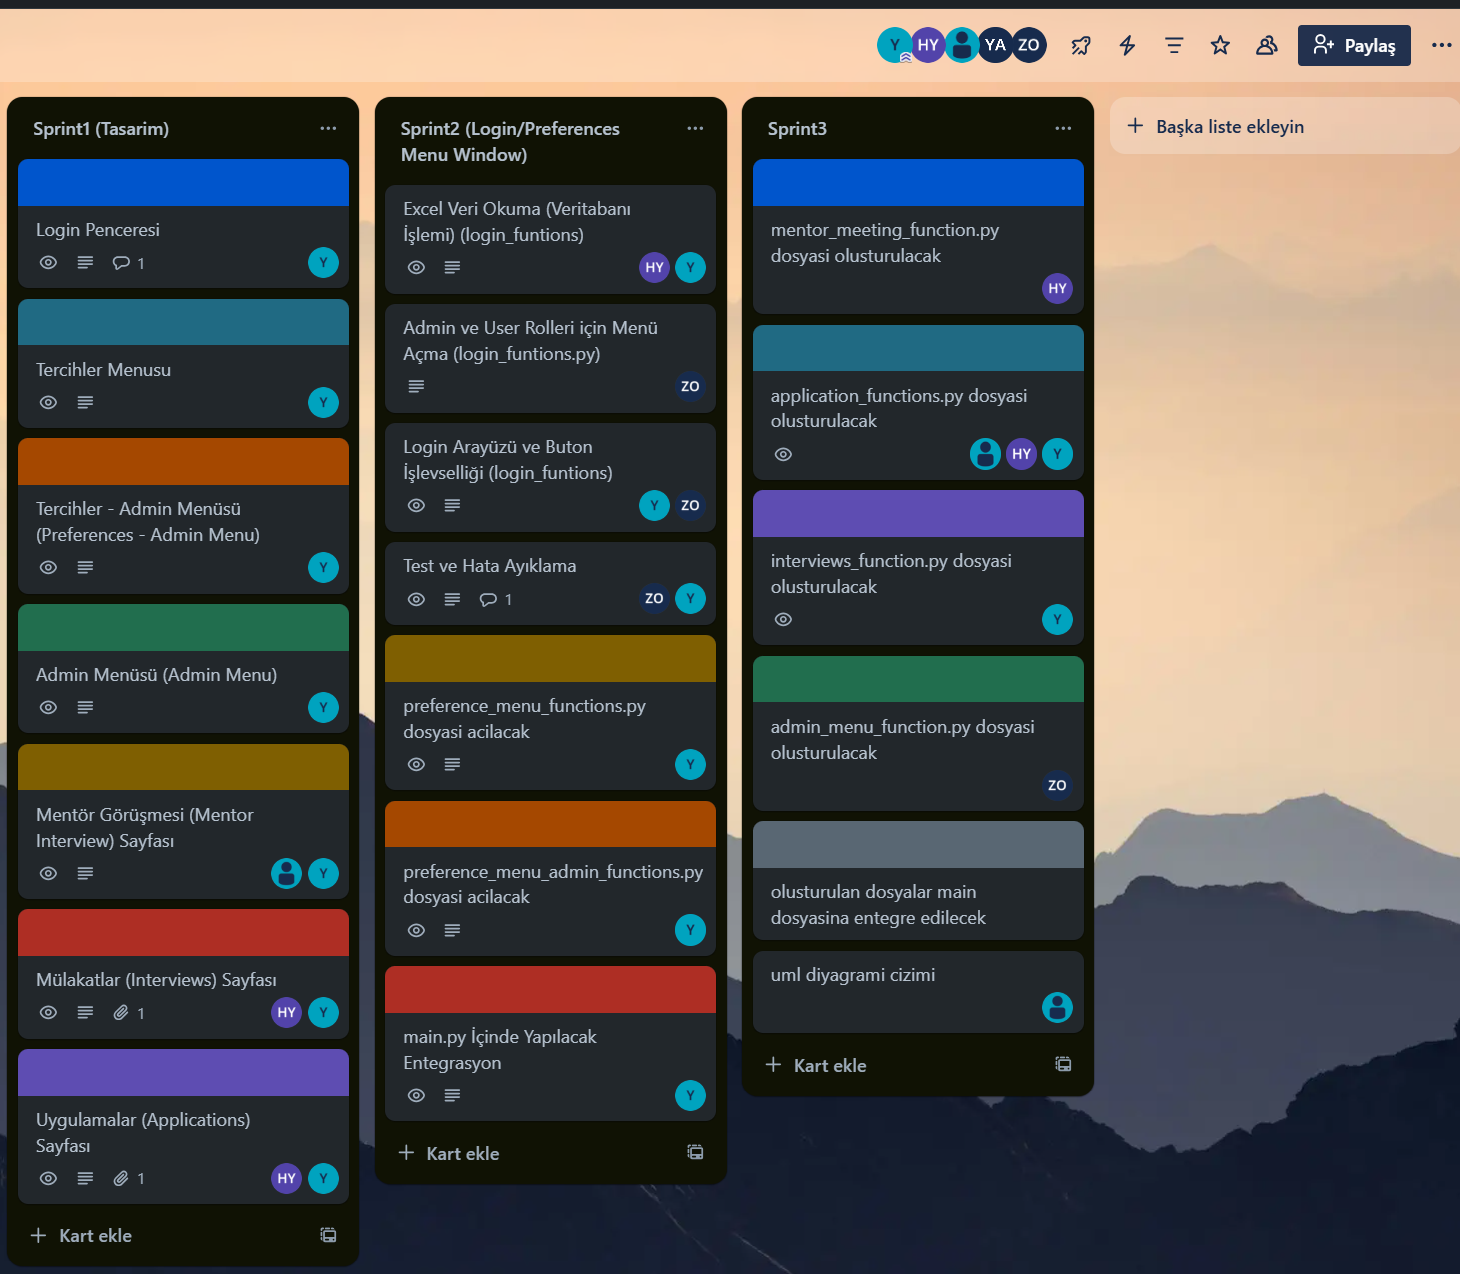 Y HY YA ZO Paylaş
Sprint1 (Tasarim)
Login Penceresi
1 Y
Tercihler Menusu
Y
Tercihler - Admin Menüsü
(Preferences - Admin Menu)
Y
Admin Menüsü (Admin Menu)
Y
Mentör Görüşmesi (Mentor
Interview) Sayfası
Y
Mülakatlar (Interviews) Sayfası
1 HY Y
Uygulamalar (Applications)
Sayfası
1 HY Y
Kart ekle
Sprint2 (Login/Preferences
Menu Window)
Excel Veri Okuma (Veritabanı
İşlemi) (login_funtions)
HY Y
Admin ve User Rolleri için Menü
Açma (login_funtions.py)
ZO
Login Arayüzü ve Buton
İşlevselliği (login_funtions)
Y ZO
Test ve Hata Ayıklama
1 ZO Y
preference_menu_functions.py
dosyasi acilacak
Y
preference_menu_admin_functions.py
dosyasi acilacak
Y
main.py İçinde Yapılacak
Entegrasyon
Y
Kart ekle
Sprint3
mentor_meeting_function.py
dosyasi olusturulacak
HY
application_functions.py dosyasi
olusturulacak
HY Y
interviews_function.py dosyasi
olusturulacak
Y
admin_menu_function.py dosyasi
olusturulacak
ZO
olusturulan dosyalar main
dosyasina entegre edilecek
uml diyagrami cizimi
Kart ekle
Başka liste ekleyin